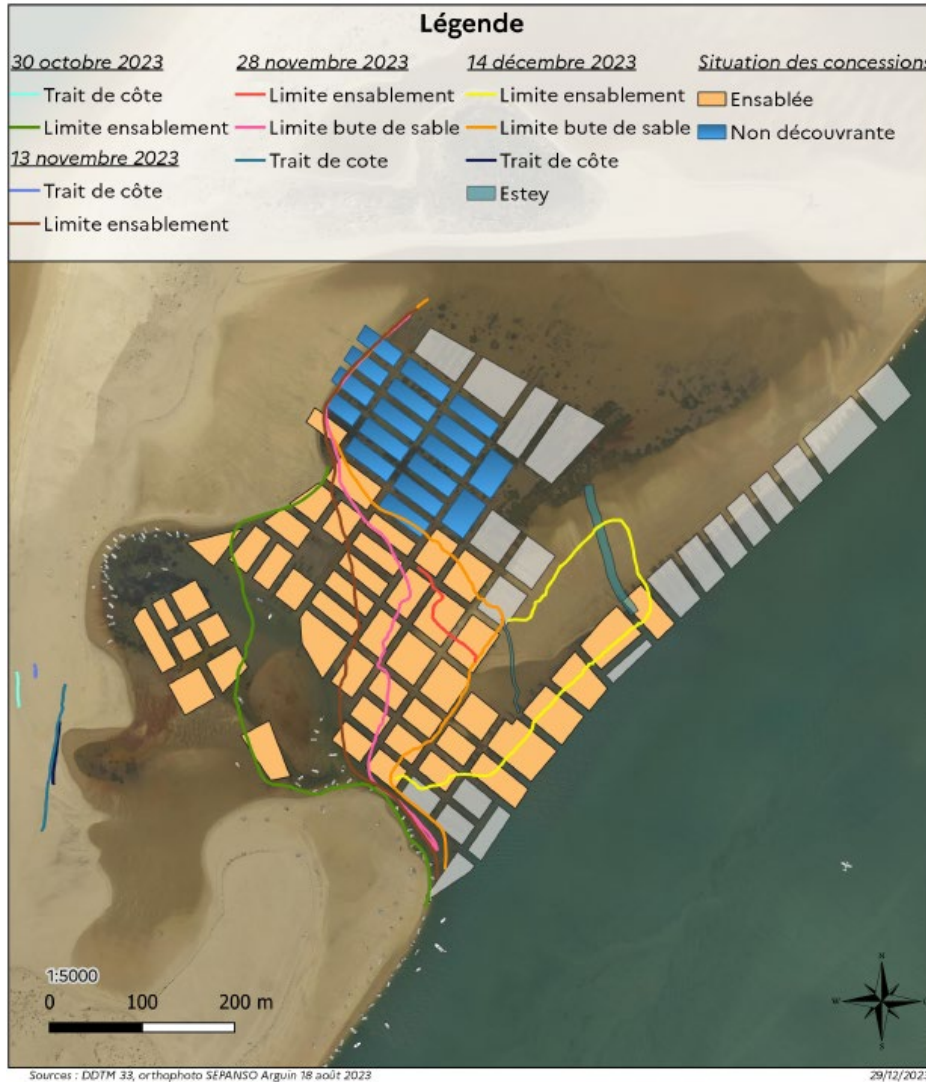 Légende
30 octobre 2023
Trait de côte
Limite ensablement
13 novembre 2023
Trait de côte
Limite ensablement
28 novembre 2023
Limite ensablement
Limite bute de sable
Trait de cote
14 décembre 2023
Limite ensablement
Limite bute de sable
Trait de côte
Estey
Situation des concessions
Ensablée
Non découvrante
1:5000
0 100 200 m
N
W
S
Sources : DDTM 33, orthophoto SEPANSO Arguin 18 août 2023
29/12/2023